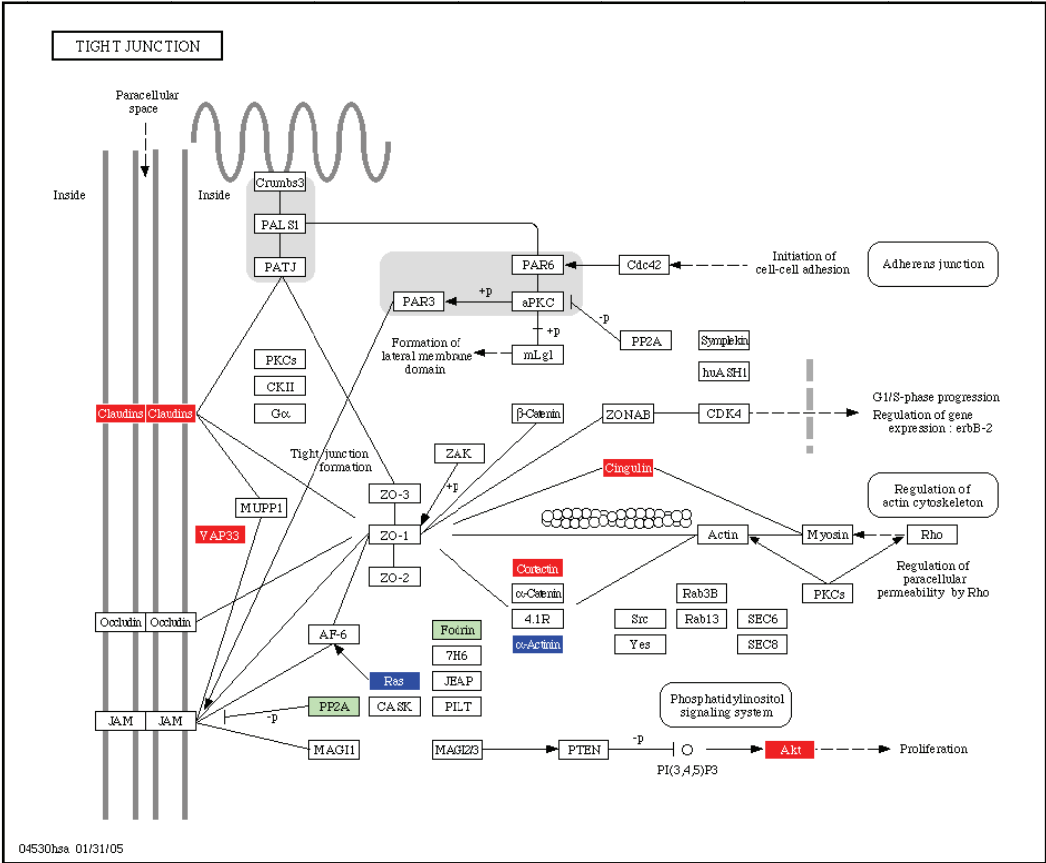 TIGHT JUNCTION
Paracellular
space
Inside
Inside
Crumbs3
PALS1
PATJ
PAR6
Cdc42
Initiation of
cell-cell adhesion
Adherens junction
PAR3
+p
aPKC
-p
+p
PP2A
Symplekin
Formation of
lateral membrane
domain
mLgl
huASH1
PKCs
CKII
Gα
Claudins
Claudins
β-Catenin
ZONAB
CDK4
G1/S-phase progression
Regulation of gene
expression : erbB-2
Tight junction
formation
ZAK
+p
Cingulin
ZO-3
MUPP1
Regulation of
actin cytoskeleton
VAP33
ZO-1
Actin
Myosin
Rho
ZO-2
Cortactin
α-Catenin
Rab3B
PKCs
Regulation of
paracellular
permeability by Rho
Occludin
Occludin
AF-6
Fodrin
4.1R
Src
Rab13
SEC6
7H6
α-Actinin
Yes
SEC8
Ras
JEAP
PP2A
CASK
PILT
-p
Phosphatidylinositol
signaling system
JAM
JAM
MAGI1
MAGI2/3
PTEN
-p
PI(3,4,5)P3
Akt
Proliferation
04530hsa 01/31/05